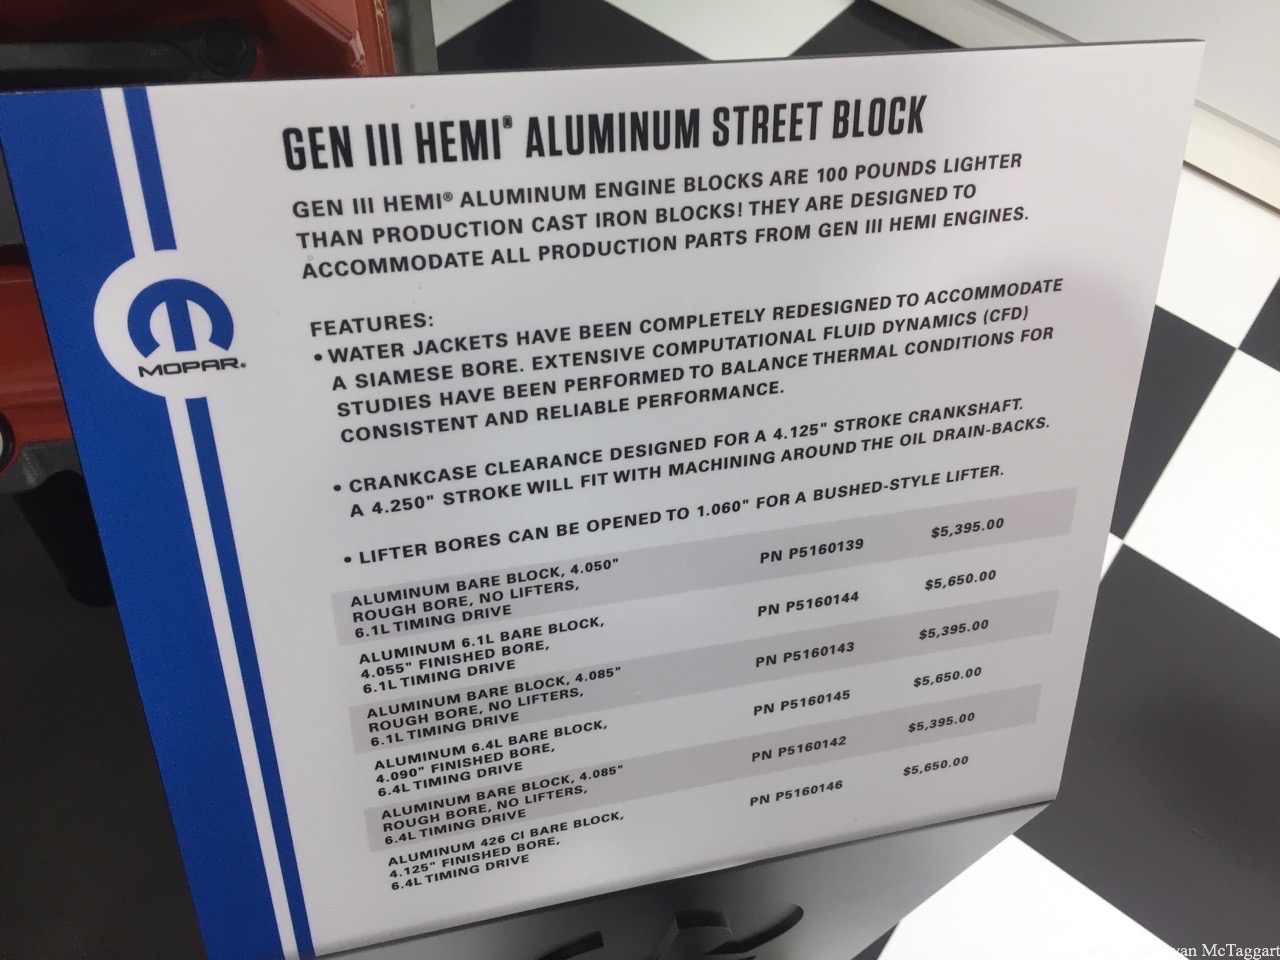 GEN III HEMI® ALUMINUM STREET BLOCK
GEN III HEMI® ALUMINUM ENGINE BLOCKS ARE 100 POUNDS LIGHTER
THAN PRODUCTION CAST IRON BLOCKS! THEY ARE DESIGNED TO
ACCOMMODATE ALL PRODUCTION PARTS FROM GEN III HEMI ENGINES.
MOPAR®
FEATURES:
• WATER JACKETS HAVE BEEN COMPLETELY REDESIGNED TO ACCOMMODATE
A SIAMESE BORE. EXTENSIVE COMPUTATIONAL FLUID DYNAMICS (CFD)
STUDIES HAVE BEEN PERFORMED TO BALANCE THERMAL CONDITIONS FOR
CONSISTENT AND RELIABLE PERFORMANCE.
• CRANKCASE CLEARANCE DESIGNED FOR A 4.125" STROKE CRANKSHAFT.
A 4.250" STROKE WILL FIT WITH MACHINING AROUND THE OIL DRAIN-BACKS.
• LIFTER BORES CAN BE OPENED TO 1.060" FOR A BUSHED-STYLE LIFTER.
ALUMINUM BARE BLOCK, 4.050" PN P5160139 $5,395.00
ROUGH BORE, NO LIFTERS,
6.1L TIMING DRIVE
ALUMINUM 6.1L BARE BLOCK, PN P5160144 $5,650.00
4.055" FINISHED BORE,
6.1L TIMING DRIVE
ALUMINUM BARE BLOCK, 4.085" PN P5160143 $5,395.00
ROUGH BORE, NO LIFTERS,
6.1L TIMING DRIVE
ALUMINUM 6.4L BARE BLOCK, PN P5160145 $5,650.00
4.090" FINISHED BORE,
6.4L TIMING DRIVE
ALUMINUM BARE BLOCK, 4.085" PN P5160142 $5,395.00
ROUGH BORE, NO LIFTERS,
6.4L TIMING DRIVE
ALUMINUM 426 CI BARE BLOCK, PN P5160146 $5,650.00
4.125" FINISHED BORE,
6.4L TIMING DRIVE
McTaggart